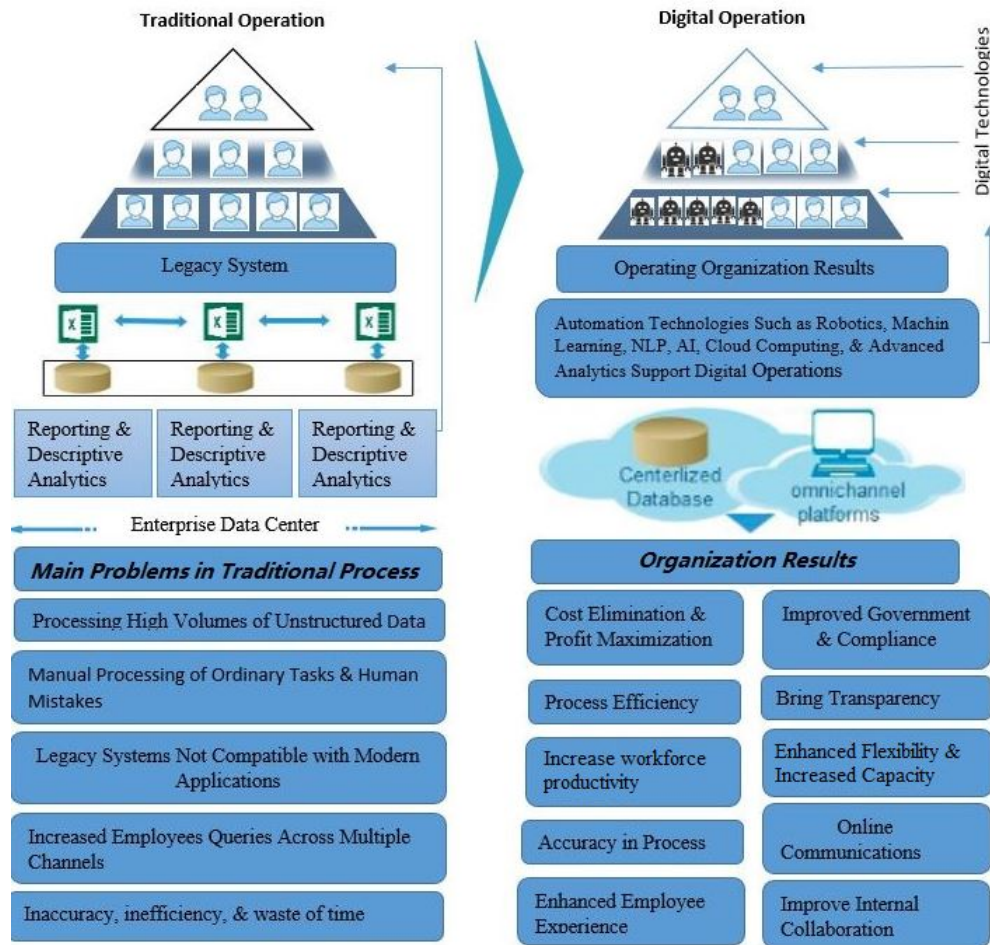 Traditional Operation
Legacy System
Reporting &
Descriptive
Analytics
Reporting &
Descriptive
Analytics
Reporting &
Descriptive
Analytics
Enterprise Data Center
Main Problems in Traditional Process
Processing High Volumes of Unstructured Data
Manual Processing of Ordinary Tasks & Human
Mistakes
Legacy Systems Not Compatible with Modern
Applications
Increased Employees Queries Across Multiple
Channels
Inaccuracy, inefficiency, & waste of time
Digital Operation
Digital Technologies
Operating Organization Results
Automation Technologies Such as Robotics, Machin
Learning, NLP, AI, Cloud Computing, & Advanced
Analytics Support Digital Operations
Centerlized
Database
omnichannel
platforms
Organization Results
Cost Elimination &
Profit Maximization
Improved Government
& Compliance
Process Efficiency
Bring Transparency
Increase workforce
productivity
Enhanced Flexibility &
Increased Capacity
Accuracy in Process
Online
Communications
Enhanced Employee
Experience
Improve Internal
Collaboration